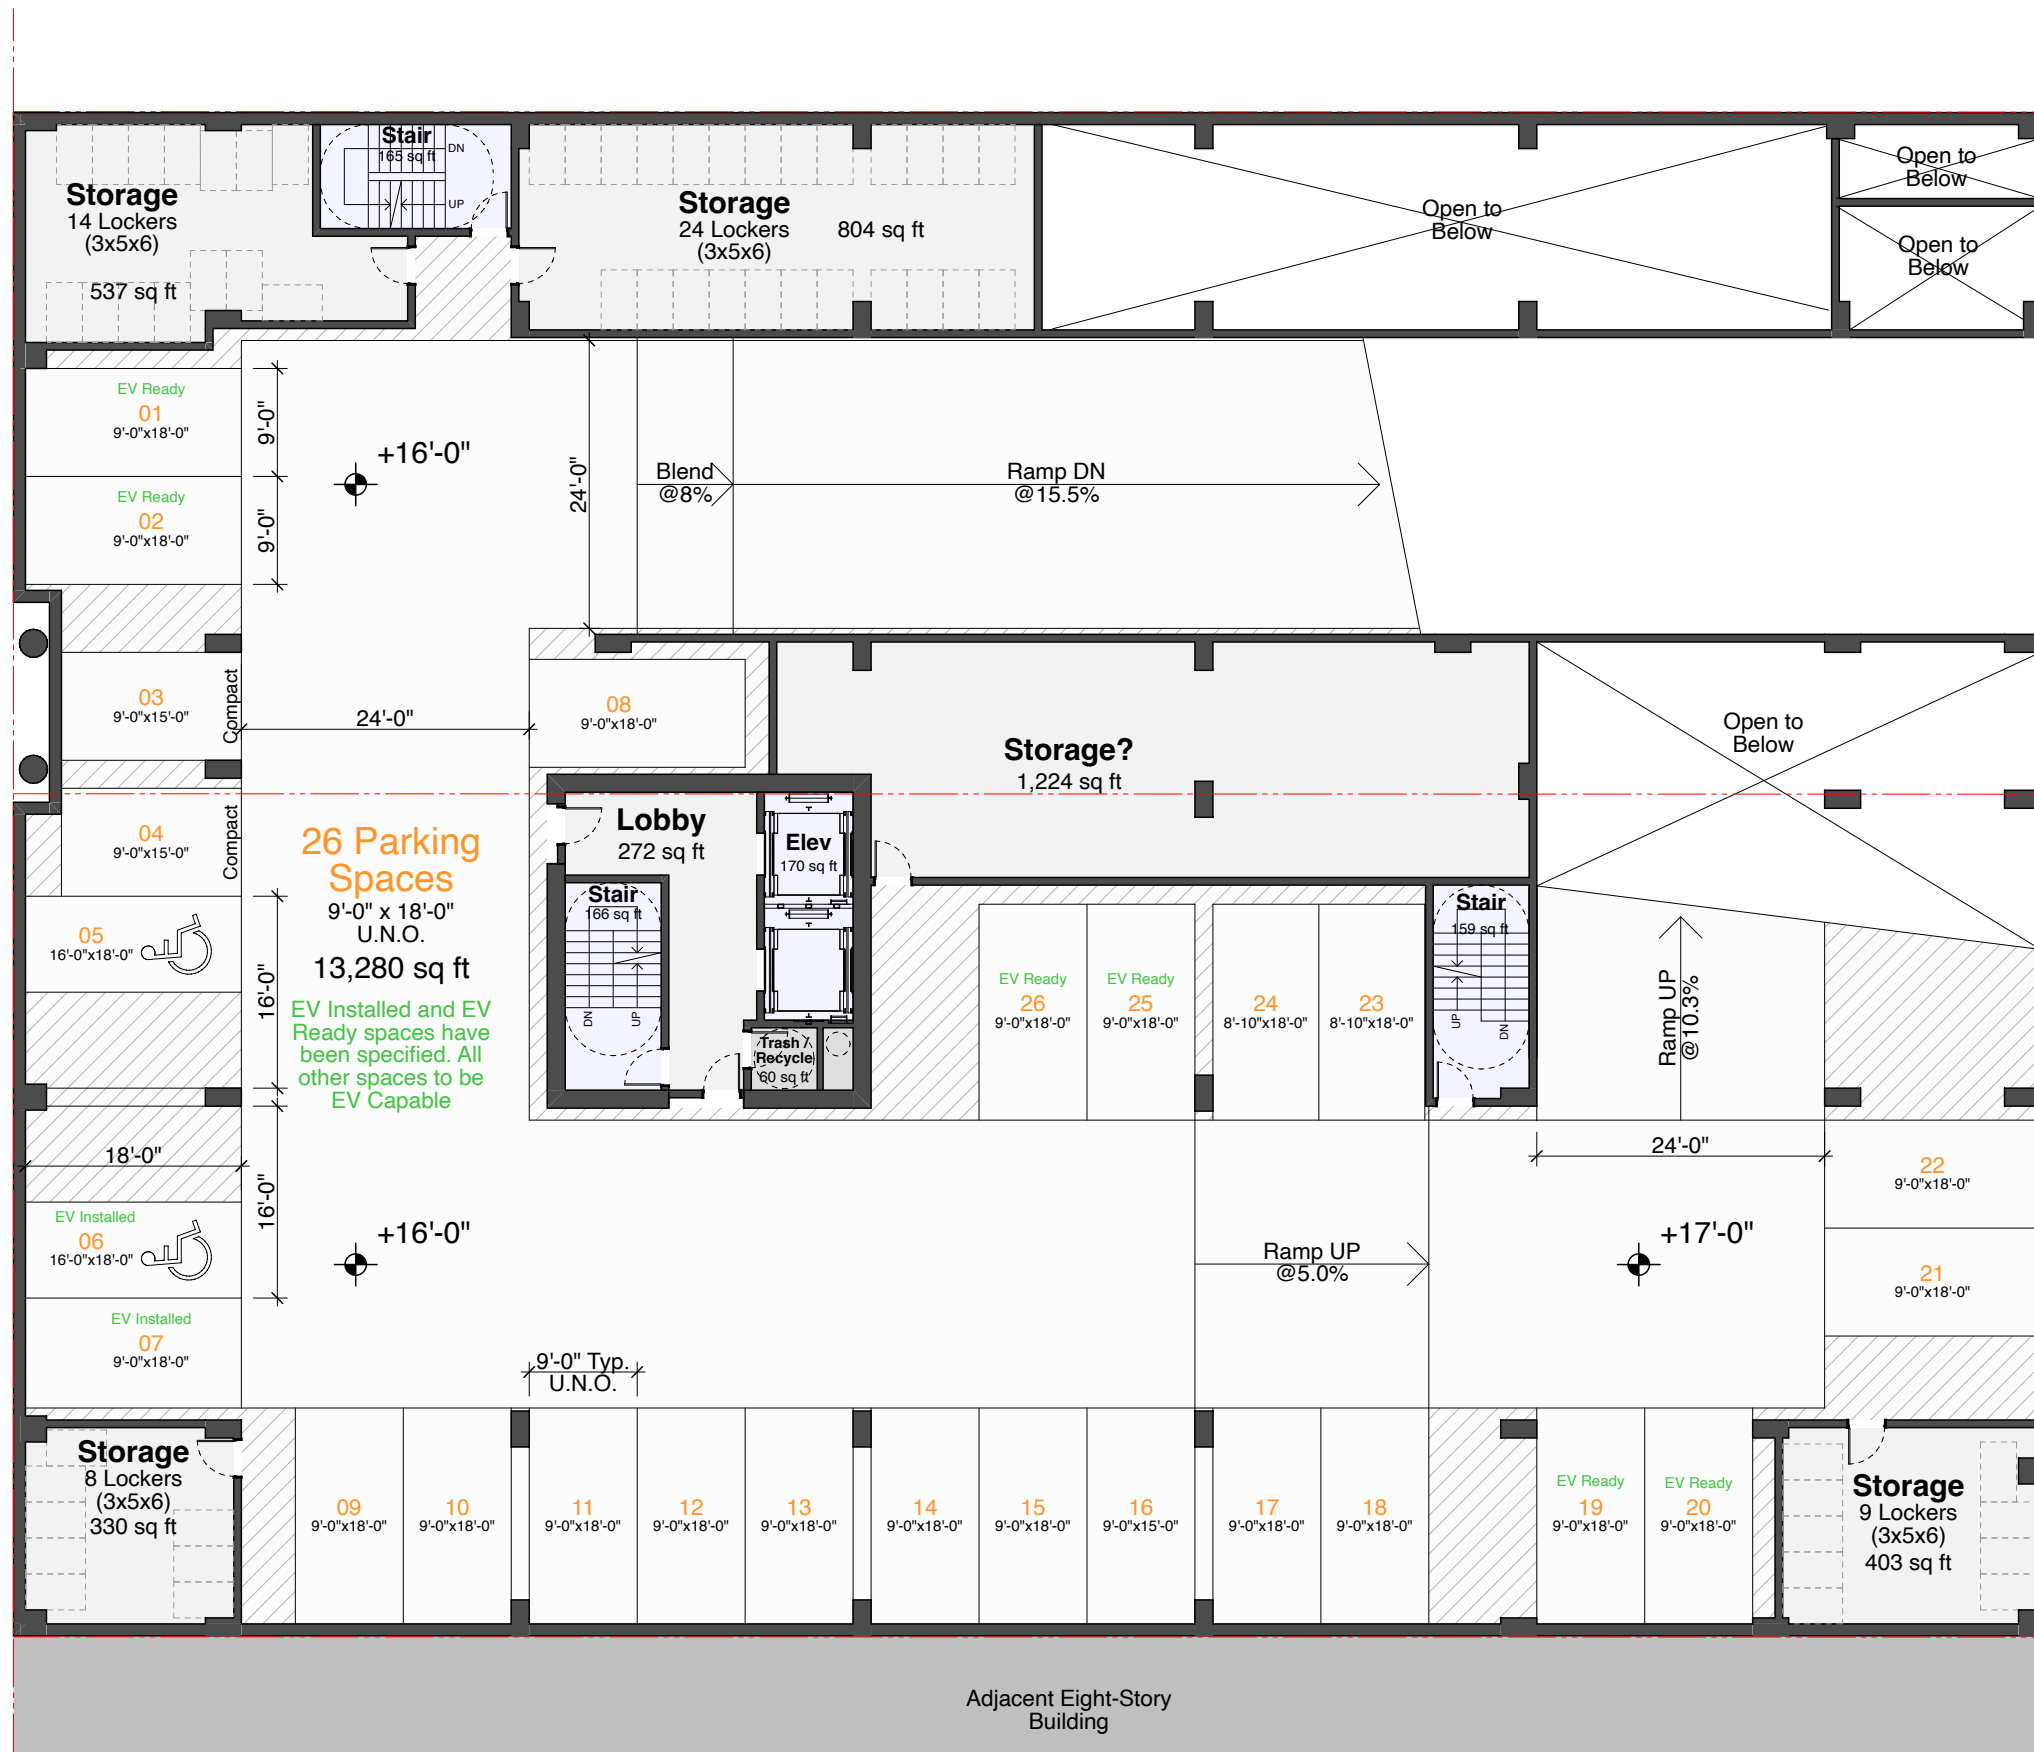 Stair
165 sq ft
DN
UP
Storage
14 Lockers
(3x5x6)
537 sq ft
Storage
24 Lockers
(3x5x6)
804 sq ft
Open to
Below
Open to
Below
Open to
Below
EV Ready
01
9'-0"x18'-0"
9'-0"
+16'-0"
EV Ready
02
9'-0"x18'-0"
9'-0"
24'-0"
Blend
@8%
Ramp DN
@15.5%
03
9'-0"x15'-0"
Compact
24'-0"
08
9'-0"x18'-0"
Storage?
1,224 sq ft
Open to
Below
04
9'-0"x15'-0"
Compact
26 Parking
Spaces
9'-0" x 18'-0"
U.N.O.
13,280 sq ft
EV Installed and EV
Ready spaces have
been specified. All
other spaces to be
EV Capable
Lobby
272 sq ft
Elev
170 sq ft
Stair
166 sq ft
DN
UP
Trash /
Recycle
60 sq ft
05
16'-0"x18'-0"
16'-0"
EV Ready
26
9'-0"x18'-0"
EV Ready
25
9'-0"x18'-0"
24
8'-10"x18'-0"
23
8'-10"x18'-0"
Stair
159 sq ft
UP
DN
Ramp UP
@10.3%
18'-0"
16'-0"
24'-0"
22
9'-0"x18'-0"
EV Installed
06
16'-0"x18'-0"
+16'-0"
Ramp UP
@5.0%
+17'-0"
21
9'-0"x18'-0"
EV Installed
07
9'-0"x18'-0"
9'-0" Typ.
U.N.O.
Storage
8 Lockers
(3x5x6)
330 sq ft
09
9'-0"x18'-0"
10
9'-0"x18'-0"
11
9'-0"x18'-0"
12
9'-0"x18'-0"
13
9'-0"x18'-0"
14
9'-0"x18'-0"
15
9'-0"x18'-0"
16
9'-0"x15'-0"
17
9'-0"x18'-0"
18
9'-0"x18'-0"
EV Ready
19
9'-0"x18'-0"
EV Ready
20
9'-0"x18'-0"
Storage
9 Lockers
(3x5x6)
403 sq ft
Adjacent Eight-Story
Building